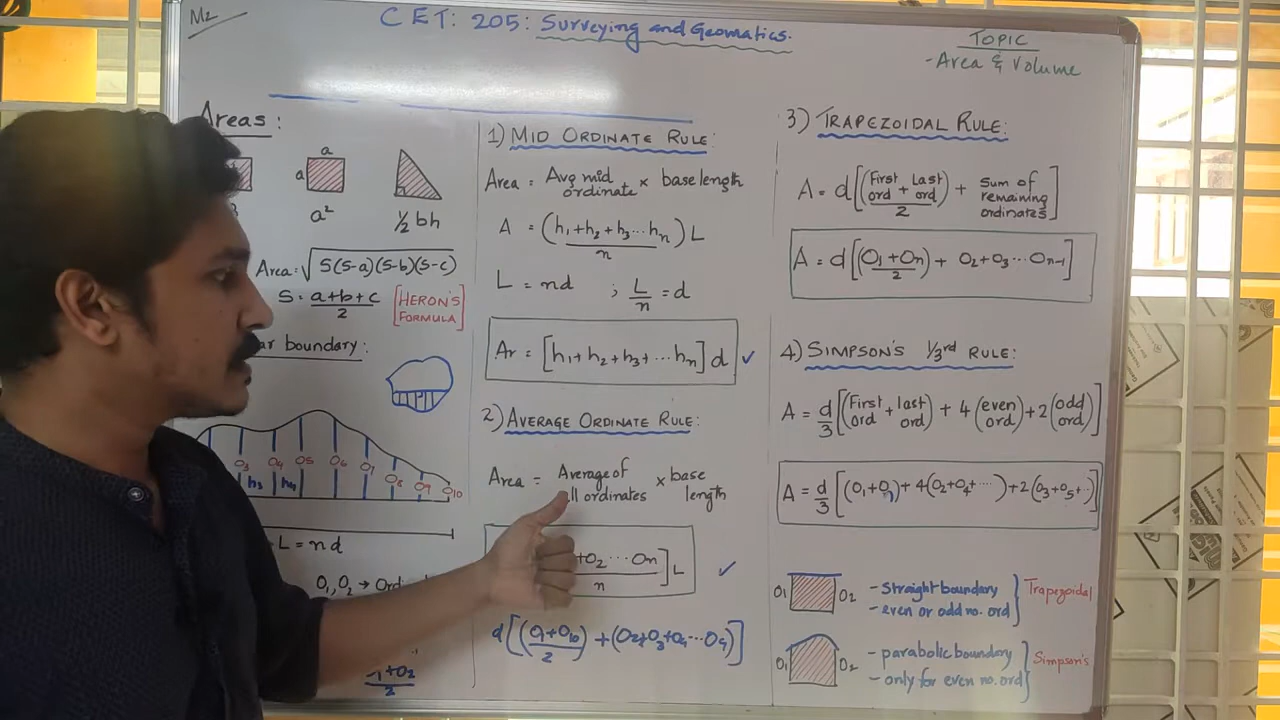 M2
CET: 205: Surveying and Geomatics.
TOPIC
- Area & Volume
Areas:
a
a
a²
½ bh
Area = √S(S-a)(S-b)(S-c)
S = a+b+c
2
[HERON'S
FORMULA]
boundary:
O3 O4 O5 O6 O7 O8 O9 O10
h3 h4
L = nd
O1, O2 →
+O2
2
1) MID ORDINATE RULE:
Area = Avg mid ordinate × base length
A = (h1+h2+h3...hn) L
n
L = nd ; L/n = d
Ar = [h1+h2+h3+...hn] d ✓
2) AVERAGE ORDINATE RULE:
Area = Average of × base
all ordinates length
+O2...On] L ✓
n
d[(O1+O10)/2 + (O2+O3+O4...O9)]
3) TRAPEZOIDAL RULE:
A = d[(First ord + Last ord)/2 + Sum of remaining ordinates]
A = d[(O1+On)/2 + O2+O3...On-1]
4) SIMPSON'S 1/3rd RULE:
A = d/3 [(First ord + last ord) + 4(even ord) + 2(odd ord)]
A = d/3 [(O1+On) + 4(O2+O4+....) + 2(O3+O5+..)]
O1 O2 - Straight boundary
- even or odd no. ord } Trapezoidal
O1 O2 - parabolic boundary
- only for even no. ord } Simpson's